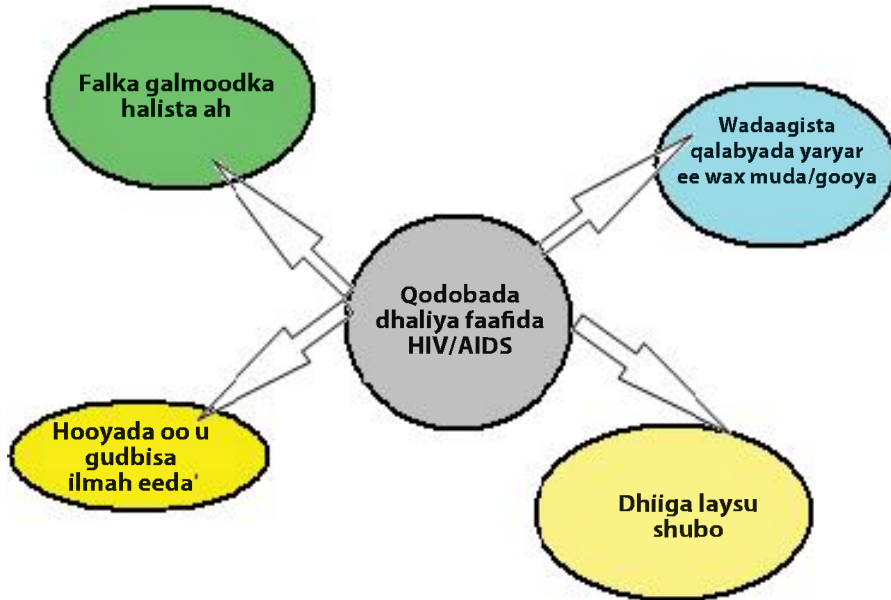 Falka galmoodka
halista ah
Wadaagista
qalabyada yaryar
ee wax muda/gooya
Qodobada
dhaliya faafida
HIV/AIDS
Hooyada oo u
gudbisa
ilmah eeda'
Dhiiga laysu
shubo